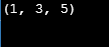 (1, 3, 5)